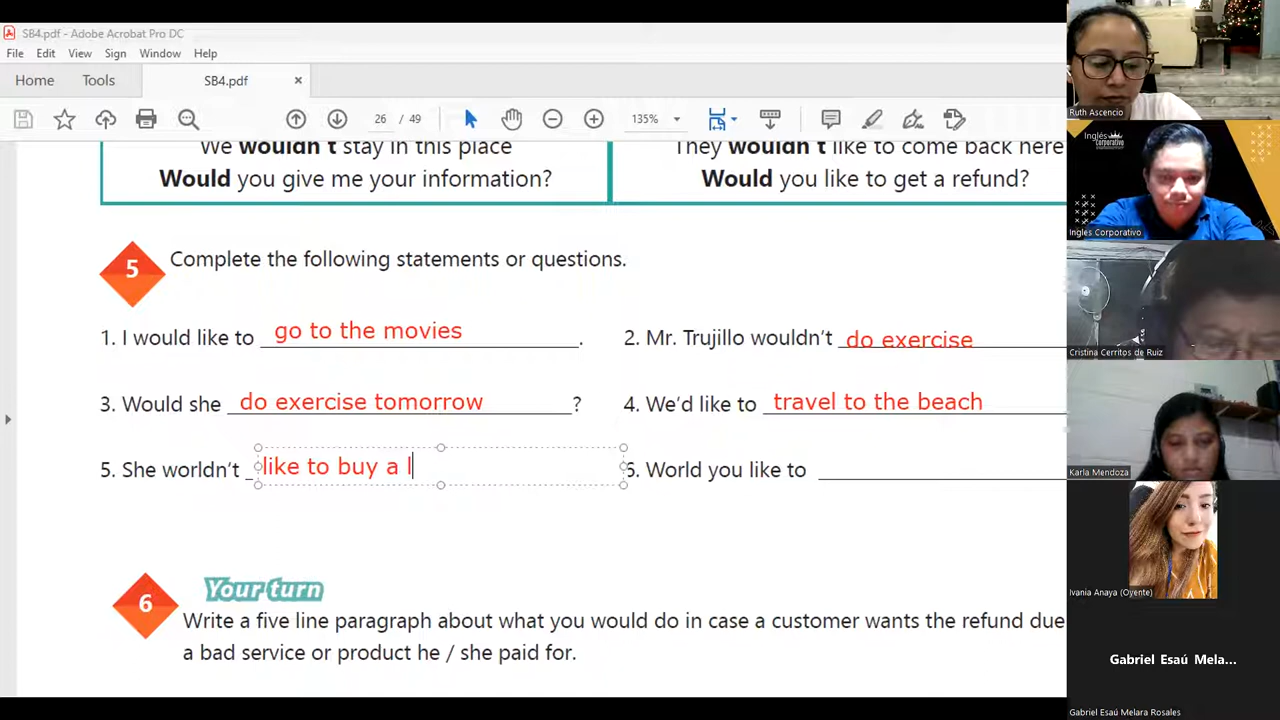 SB4.pdf - Adobe Acrobat Pro DC
File Edit View Window Sign Help
Home Tools SB4.pdf ×
135%
We wouldn't stay in this place
They wouldn't like to come back here
Would you give me your information?
Would you like to get a refund?
5 Complete the following statements or questions.
1. I would like to go to the movies.
2. Mr. Trujillo wouldn't do exercise
3. Would she do exercise tomorrow ?
4. We'd like to travel to the beach
5. She worldn't like to buy a l
6. World you like to
6 Your turn
Write a five line paragraph about what you would do in case a customer wants the refund due
a bad service or product he / she paid for.
Ruth Ascencio
Inglés Corporativo
Ingles Corporativo
Cristina Cerritos de Ruiz
Karla Mendoza
Ivania Anaya (Oyente)
Gabriel Esaú Mela...
Gabriel Esaú Melara Rosales